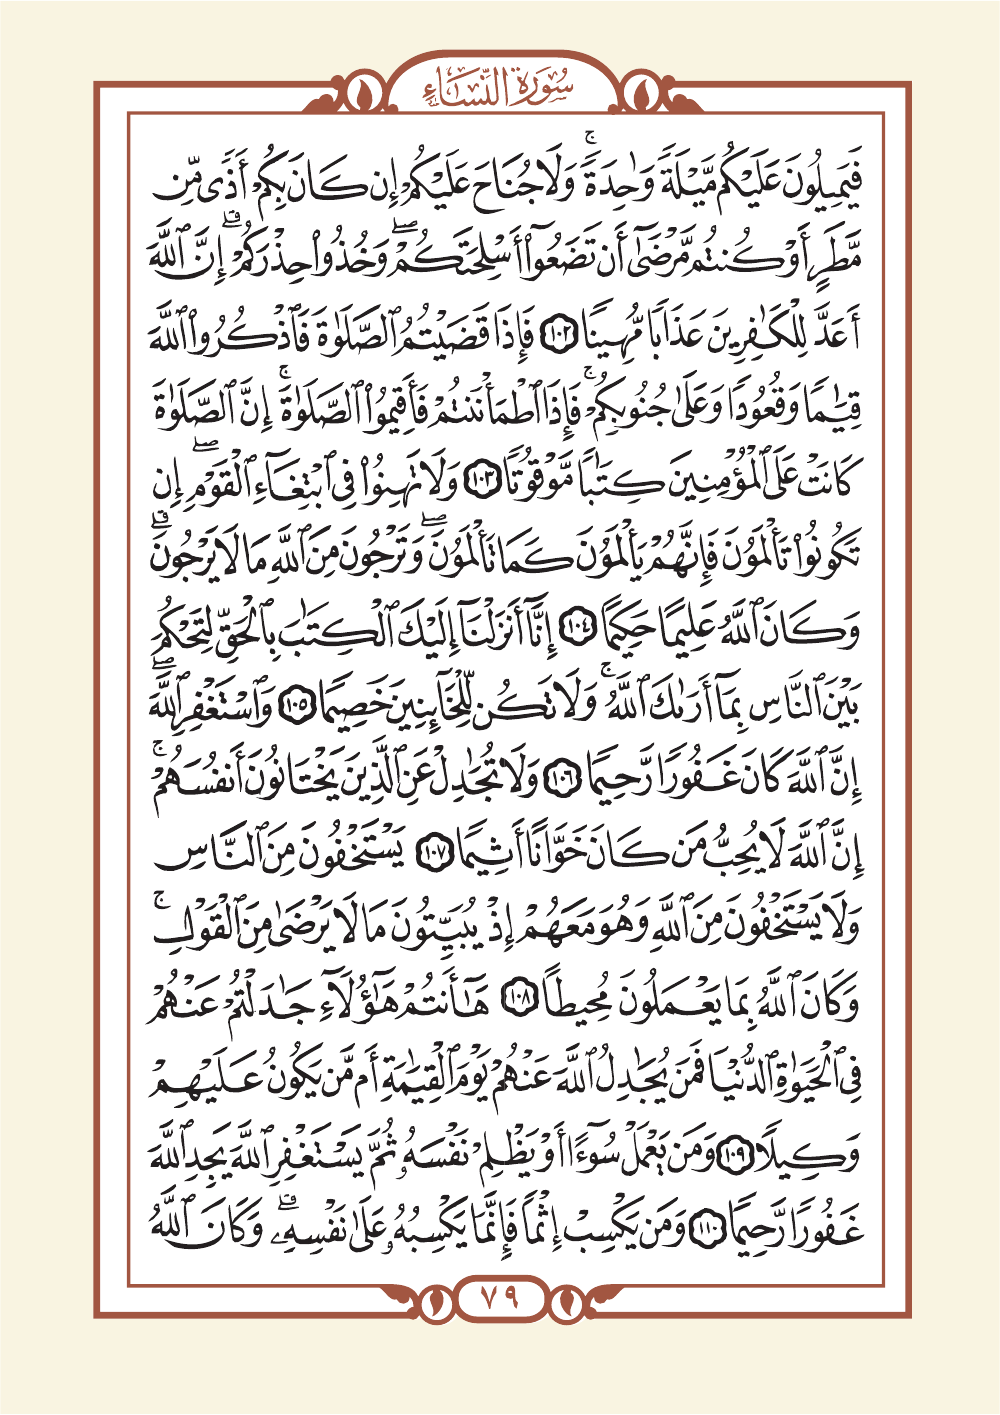 سُورَةُ النِّسَاءِ
فَيَمِيلُونَ عَلَيْكُم مَّيْلَةً وَٰحِدَةً ۚ وَلَا جُنَاحَ عَلَيْكُمْ إِن كَانَ بِكُمْ أَذًى مِّن
مَّطَرٍ أَوْ كُنتُم مَّرْضَىٰٓ أَن تَضَعُوٓا۟ أَسْلِحَتَكُمْ ۖ وَخُذُوا۟ حِذْرَكُمْ ۗ إِنَّ ٱللَّهَ
أَعَدَّ لِلْكَٰفِرِينَ عَذَابًا مُّهِينًا ١٠٢ فَإِذَا قَضَيْتُمُ ٱلصَّلَوٰةَ فَٱذْكُرُوا۟ ٱللَّهَ
قِيَٰمًا وَقُعُودًا وَعَلَىٰ جُنُوبِكُمْ ۚ فَإِذَا ٱطْمَأْنَنتُمْ فَأَقِيمُوا۟ ٱلصَّلَوٰةَ ۚ إِنَّ ٱلصَّلَوٰةَ
كَانَتْ عَلَى ٱلْمُؤْمِنِينَ كِتَٰبًا مَّوْقُوتًا ١٠٣ وَلَا تَهِنُوا۟ فِى ٱبْتِغَآءِ ٱلْقَوْمِ ۖ إِن
تَكُونُوا۟ تَأْلَمُونَ فَإِنَّهُمْ يَأْلَمُونَ كَمَا تَأْلَمُونَ ۖ وَتَرْجُونَ مِنَ ٱللَّهِ مَا لَا يَرْجُونَ ۗ
وَكَانَ ٱللَّهُ عَلِيمًا حَكِيمًا ١٠٤ إِنَّآ أَنزَلْنَآ إِلَيْكَ ٱلْكِتَٰبَ بِٱلْحَقِّ لِتَحْكُمَ
بَيْنَ ٱلنَّاسِ بِمَآ أَرَىٰكَ ٱللَّهُ ۚ وَلَا تَكُن لِّلْخَآئِنِينَ خَصِيمًا ١٠٥ وَٱسْتَغْفِرِ ٱللَّهَ ۖ
إِنَّ ٱللَّهَ كَانَ غَفُورًا رَّحِيمًا ١٠٦ وَلَا تُجَٰدِلْ عَنِ ٱلَّذِينَ يَخْتَانُونَ أَنفُسَهُمْ ۚ
إِنَّ ٱللَّهَ لَا يُحِبُّ مَن كَانَ خَوَّانًا أَثِيمًا ١٠٧ يَسْتَخْفُونَ مِنَ ٱلنَّاسِ
وَلَا يَسْتَخْفُونَ مِنَ ٱللَّهِ وَهُوَ مَعَهُمْ إِذْ يُبَيِّتُونَ مَا لَا يَرْضَىٰ مِنَ ٱلْقَوْلِ ۚ
وَكَانَ ٱللَّهُ بِمَا يَعْمَلُونَ مُحِيطًا ١٠٨ هَٰٓأَنتُمْ هَٰٓؤُلَآءِ جَٰدَلْتُمْ عَنْهُمْ
فِى ٱلْحَيَوٰةِ ٱلدُّنْيَا فَمَن يُجَٰدِلُ ٱللَّهَ عَنْهُمْ يَوْمَ ٱلْقِيَٰمَةِ أَم مَّن يَكُونُ عَلَيْهِمْ
وَكِيلًا ١٠٩ وَمَن يَعْمَلْ سُوٓءًا أَوْ يَظْلِمْ نَفْسَهُۥ ثُمَّ يَسْتَغْفِرِ ٱللَّهَ يَجِدِ ٱللَّهَ
غَفُورًا رَّحِيمًا ١١٠ وَمَن يَكْسِبْ إِثْمًا فَإِنَّمَا يَكْسِبُهُۥ عَلَىٰ نَفْسِهِۦ ۚ وَكَانَ ٱللَّهُ
٧٩